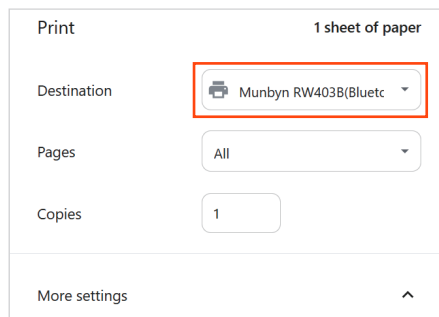 Print 1 sheet of paper
Destination Munbyn RW403B(Bluetc
Pages All
Copies 1
More settings